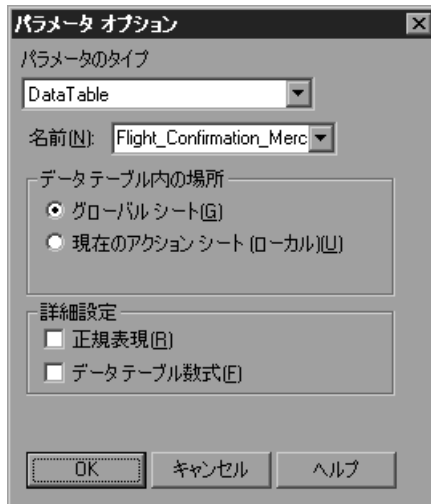 パラメータ オプション
パラメータのタイプ
DataTable
名前(N): Flight_Confirmation_Merc
データ テーブル内の場所
グローバル シート(G)
現在のアクション シート (ローカル)(U)
詳細設定
正規表現(R)
データ テーブル数式(F)
OK キャンセル ヘルプ